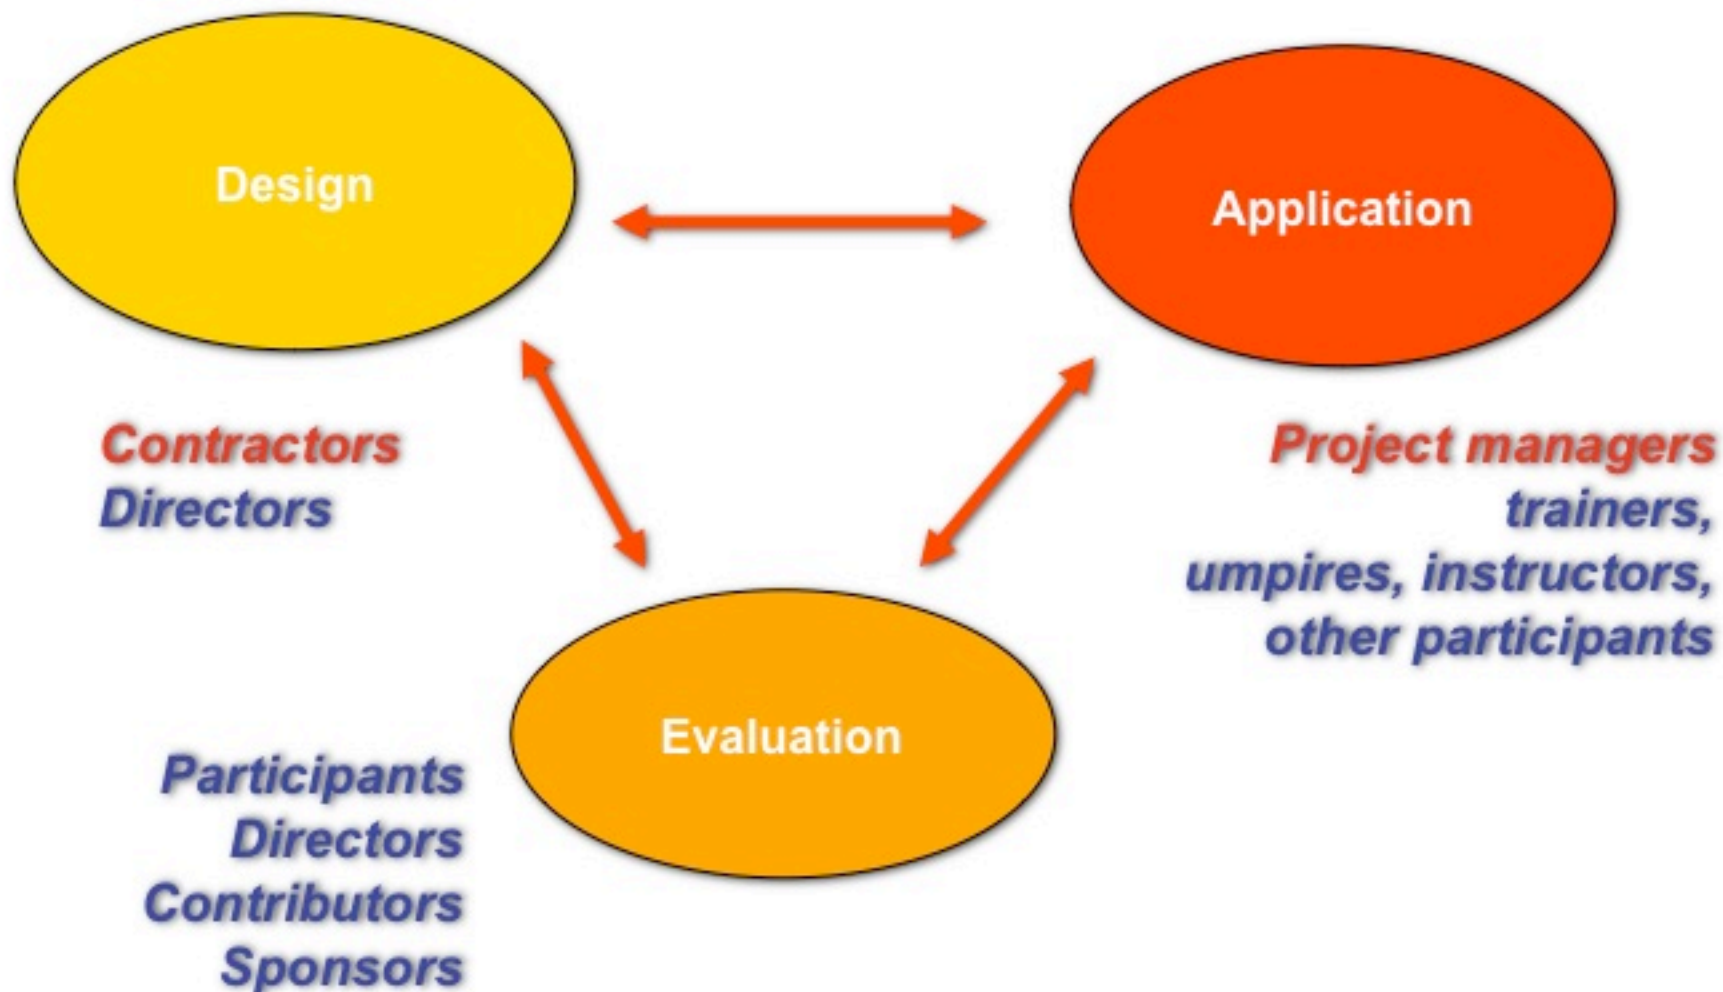 Design
Application
Contractors
Directors
Project managers
trainers,
umpires, instructors,
other participants
Evaluation
Participants
Directors
Contributors
Sponsors